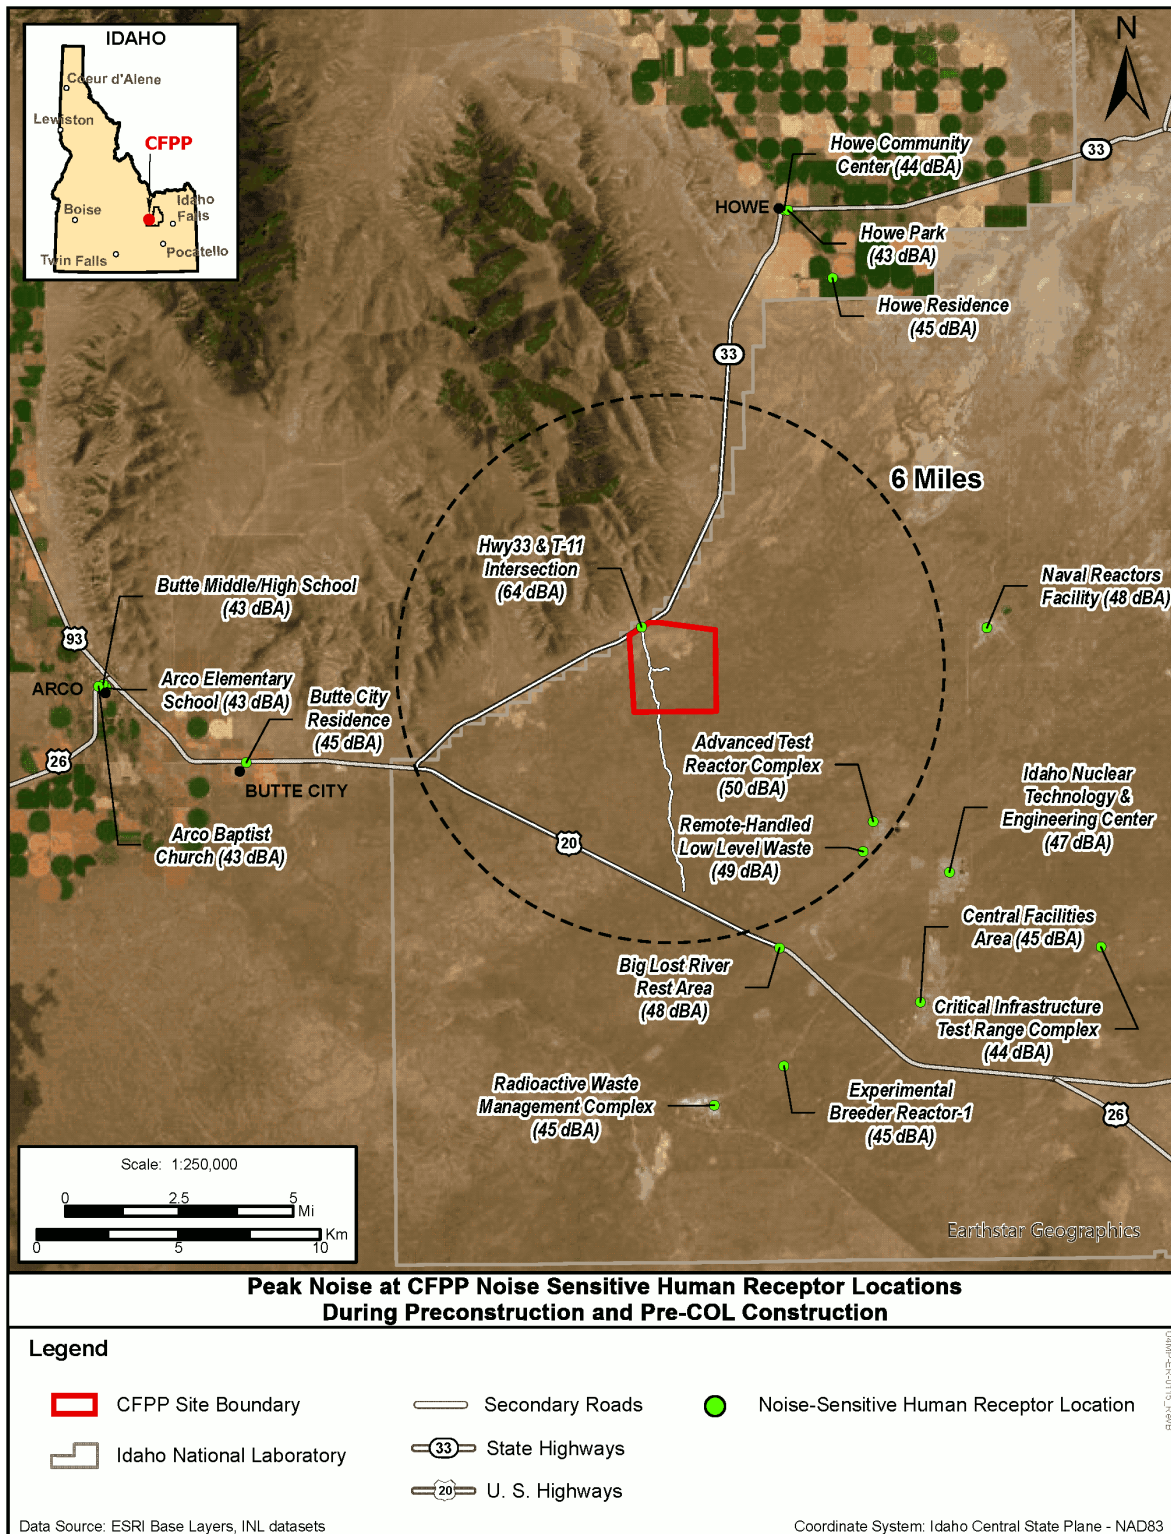 IDAHO
Coeur d'Alene
Lewiston
CFPP
Boise
Idaho
Falls
Pocatello
Twin Falls
N
33
Howe Community
Center (44 dBA)
HOWE
Howe Park
(43 dBA)
Howe Residence
(45 dBA)
33
6 Miles
Hwy33 & T-11
Intersection
(64 dBA)
Naval Reactors
Facility (48 dBA)
Butte Middle/High School
(43 dBA)
93
ARCO
Arco Elementary
School (43 dBA)
Butte City
Residence
(45 dBA)
26
BUTTE CITY
Arco Baptist
Church (43 dBA)
Advanced Test
Reactor Complex
(50 dBA)
Idaho Nuclear
Technology &
Engineering Center
(47 dBA)
Remote-Handled
Low Level Waste
(49 dBA)
20
Central Facilities
Area (45 dBA)
Big Lost River
Rest Area
(48 dBA)
Critical Infrastructure
Test Range Complex
(44 dBA)
Radioactive Waste
Management Complex
(45 dBA)
Experimental
Breeder Reactor-1
(45 dBA)
26
Scale: 1:250,000
0 2.5 5
Mi
Km
0 5 10
Earthstar Geographics
Peak Noise at CFPP Noise Sensitive Human Receptor Locations
During Preconstruction and Pre-COL Construction
Legend
CFPP Site Boundary
Idaho National Laboratory
Secondary Roads
33 State Highways
20 U. S. Highways
Noise-Sensitive Human Receptor Location
Data Source: ESRI Base Layers, INL datasets
Coordinate System: Idaho Central State Plane - NAD83